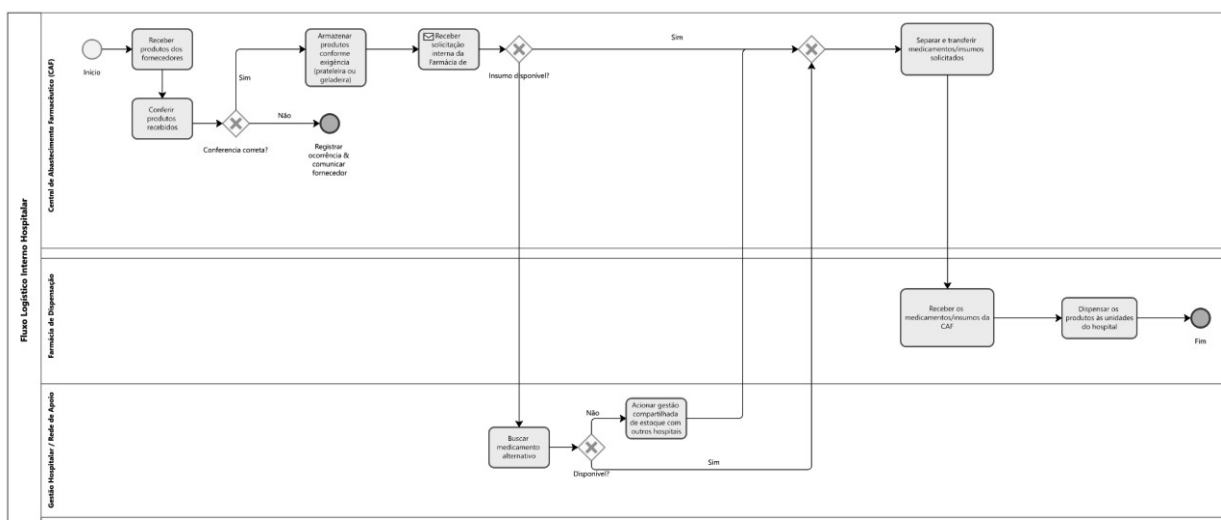 Fluxo Logístico Interno Hospitalar
Central de Abastecimento Farmacêutico (CAF)
Início
Receber
produtos dos
fornecedores
Conferir
produtos
recebidos
Conferencia correta?
Sim
Não
Registrar
ocorrência &
comunicar
fornecedor
Armazenar
produtos
conforme
exigência
(prateleira ou
geladeira)
Receber
solicitação
interna da
Farmácia de
Insumo disponível?
Sim
Separar e transferir
medicamentos/insumos
solicitados
Farmácia de Dispensação
Receber os
medicamentos/insumos da
CAF
Dispensar os
produtos às unidades
do hospital
Fim
Gestão Hospitalar / Rede de Apoio
Buscar
medicamento
alternativo
Disponível?
Não
Acionar gestão
compartilhada
de estoque com
outros hospitais
Sim